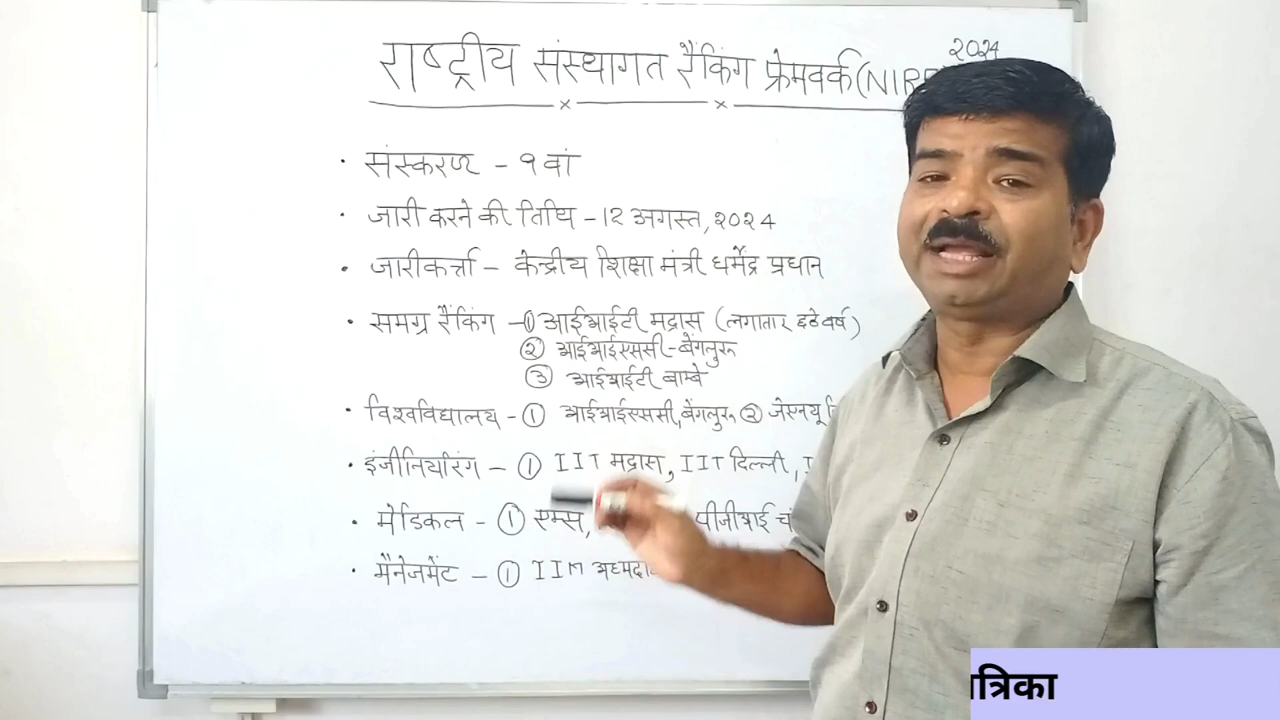 २०२४
राष्ट्रीय संस्थागत रैंकिंग फ्रेमवर्क(NIR
• संस्करण - ९वां
• जारी करने की तिथि - 12 अगस्त, २०२४
• जारीकर्त्ता - केन्द्रीय शिक्षा मंत्री धर्मेंद्र प्रधान
• समग्र रैंकिंग - ① आईआईटी मद्रास (लगातार छठे वर्ष)
② आईआईएससी-बेंगलुरू
③ आईआईटी बाम्बे
• विश्वविद्यालय - ① आईआईएससी, बेंगलुरू ② जेएनयू
• इंजीनियरिंग - ① IIT मद्रास, IIT दिल्ली,
• मेडिकल - ① एम्स, पीजीआई
• मैनेजमेंट - ① IIM
त्रिका